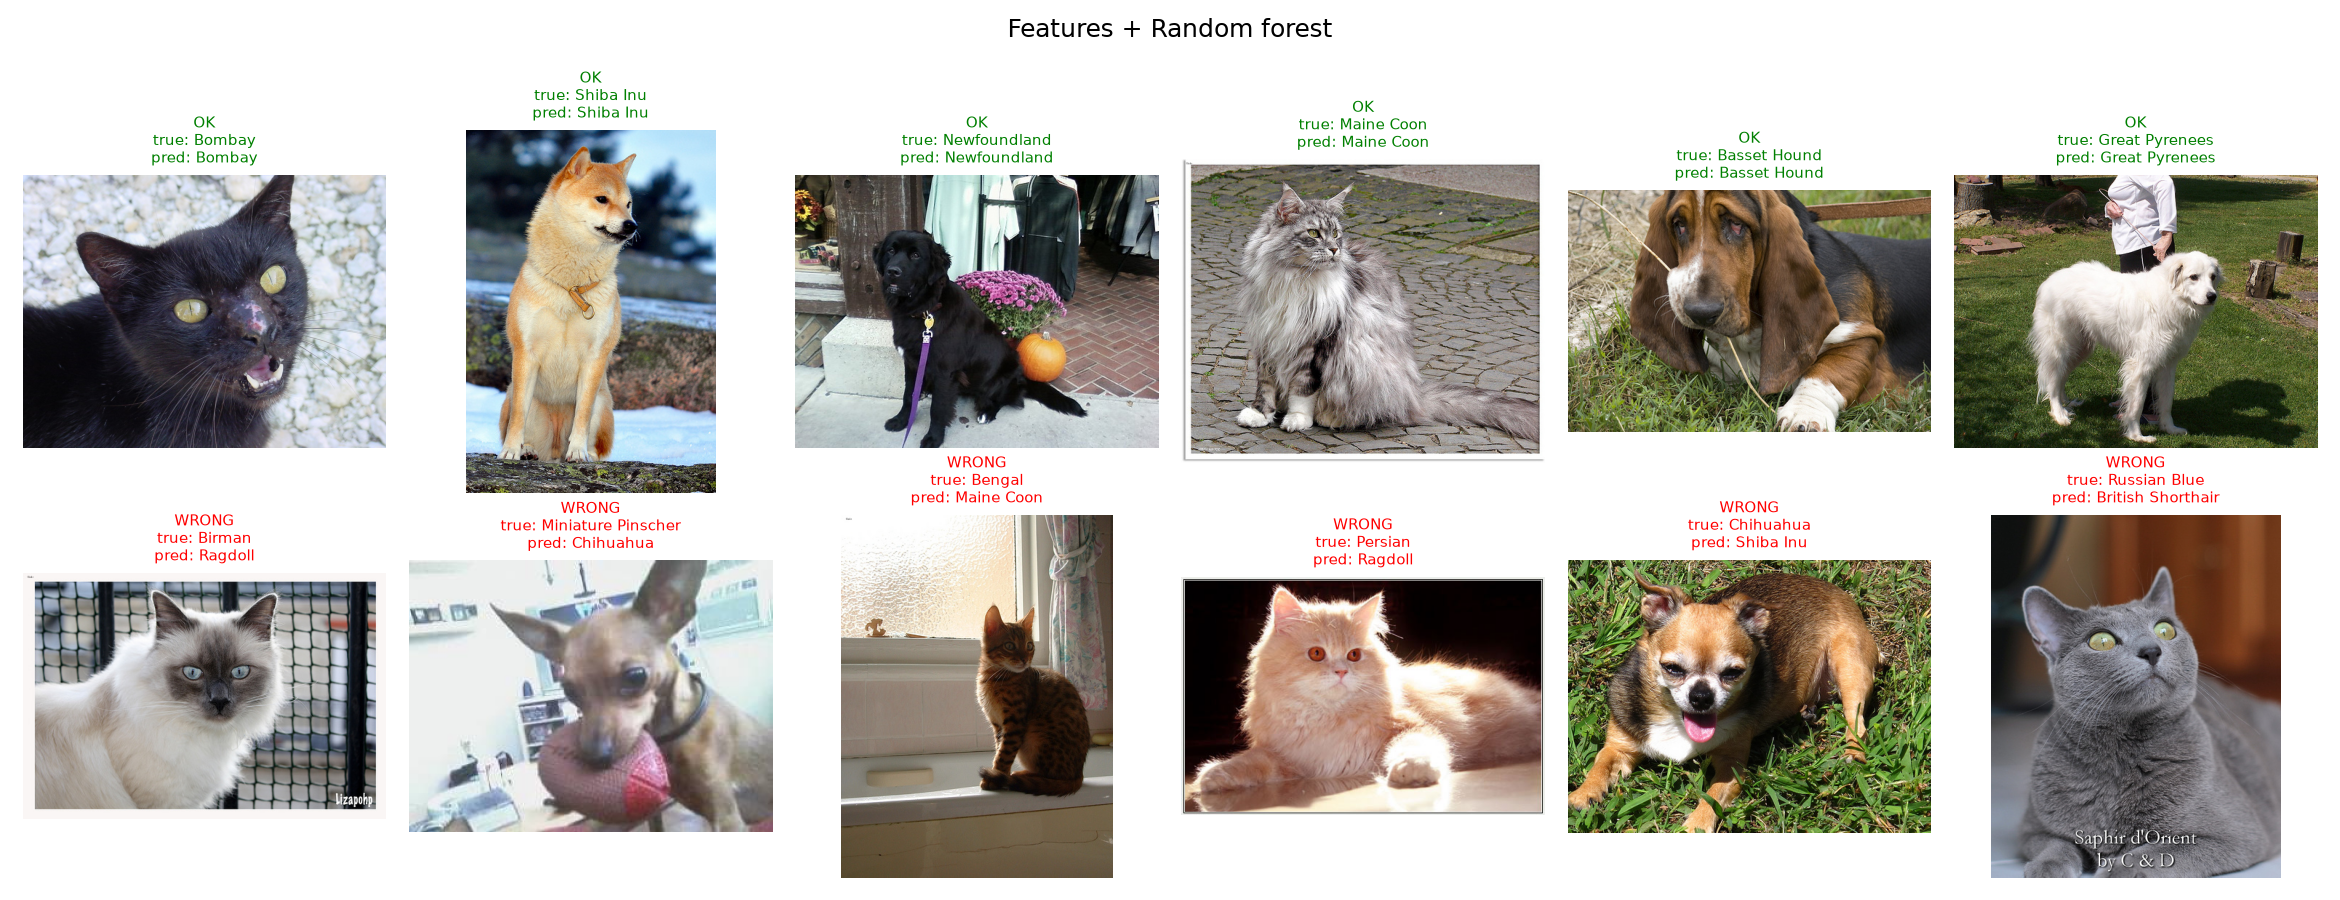 Features + Random forest
OK
true: Bombay
pred: Bombay
OK
true: Shiba Inu
pred: Shiba Inu
OK
true: Newfoundland
pred: Newfoundland
OK
true: Maine Coon
pred: Maine Coon
OK
true: Basset Hound
pred: Basset Hound
OK
true: Great Pyrenees
pred: Great Pyrenees
WRONG
true: Birman
pred: Ragdoll
Lizapohp
WRONG
true: Miniature Pinscher
pred: Chihuahua
WRONG
true: Bengal
pred: Maine Coon
WRONG
true: Persian
pred: Ragdoll
WRONG
true: Chihuahua
pred: Shiba Inu
WRONG
true: Russian Blue
pred: British Shorthair
Saphir d'Orient
by C & D